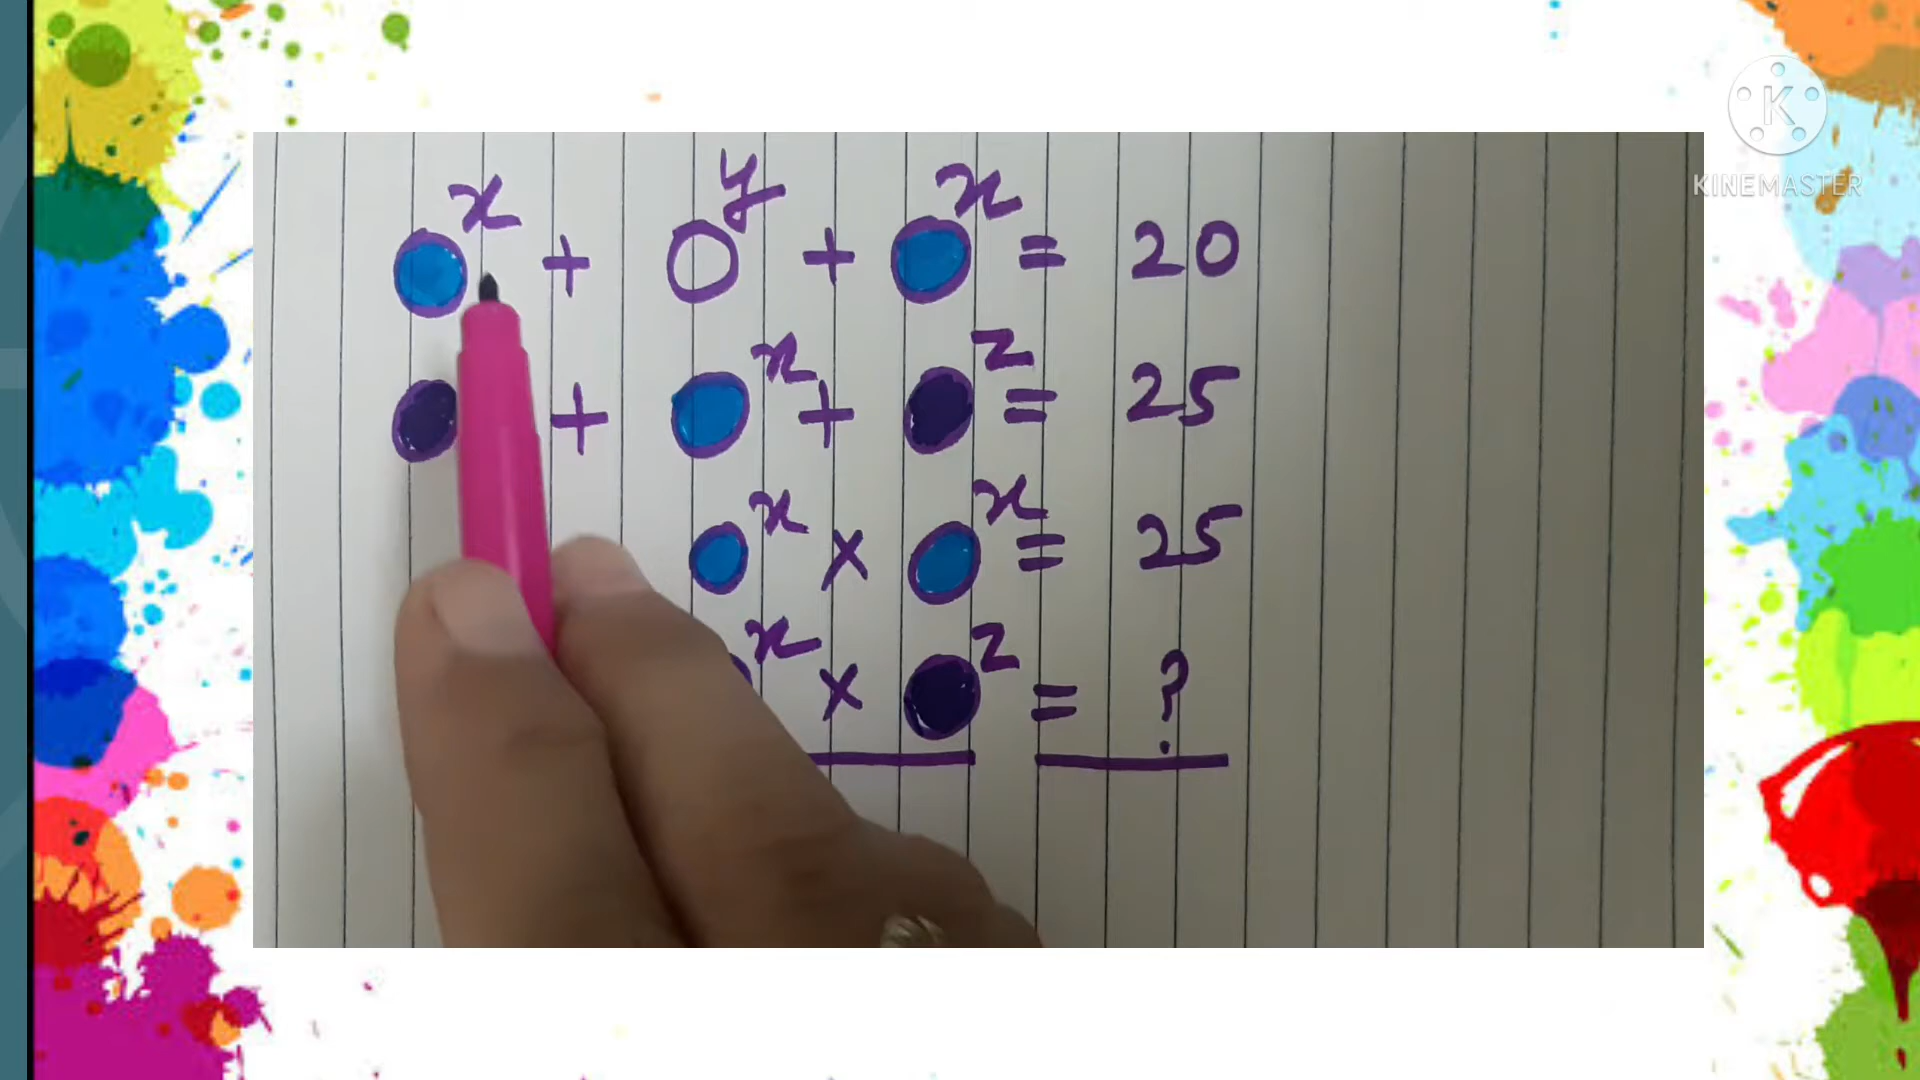 x + y + x = 20
+ x + z = 25
x × x = 25
x × z = ?
K
KINEMASTER